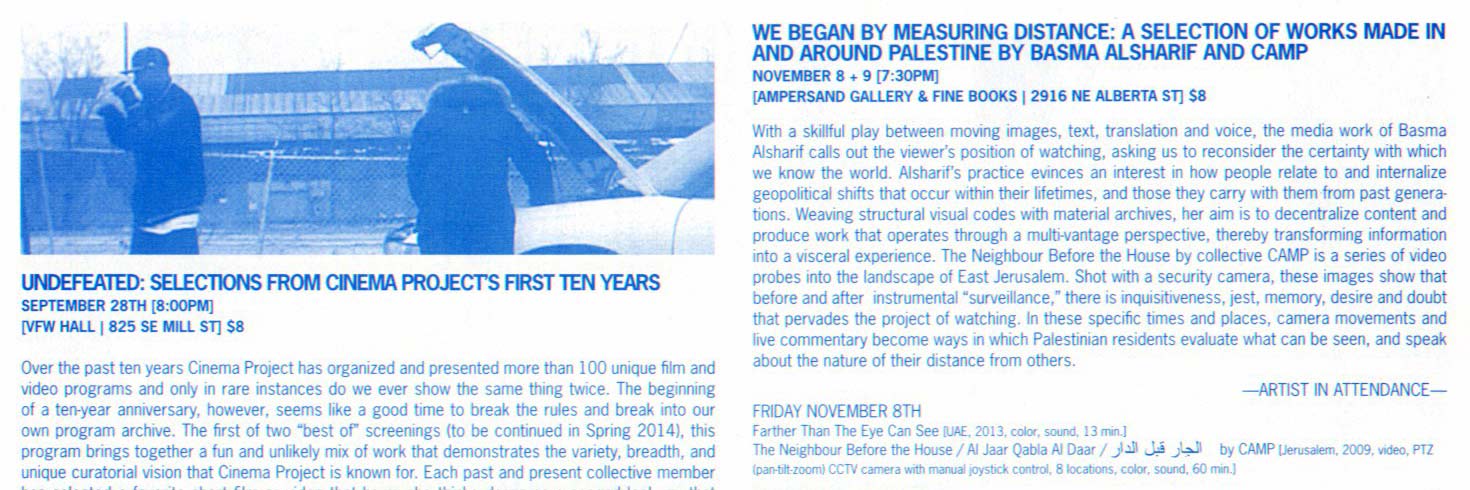 UNDEFEATED: SELECTIONS FROM CINEMA PROJECT'S FIRST TEN YEARS
SEPTEMBER 28TH [8:00PM]
[VFW HALL | 825 SE MILL ST] $8
Over the past ten years Cinema Project has organized and presented more than 100 unique film and
video programs and only in rare instances do we ever show the same thing twice. The beginning
of a ten-year anniversary, however, seems like a good time to break the rules and break into our
own program archive. The first of two “best of” screenings (to be continued in Spring 2014), this
program brings together a fun and unlikely mix of work that demonstrates the variety, breadth, and
unique curatorial vision that Cinema Project is known for. Each past and present collective member
WE BEGAN BY MEASURING DISTANCE: A SELECTION OF WORKS MADE IN
AND AROUND PALESTINE BY BASMA ALSHARIF AND CAMP
NOVEMBER 8 + 9 [7:30PM]
[AMPERSAND GALLERY & FINE BOOKS | 2916 NE ALBERTA ST] $8
With a skillful play between moving images, text, translation and voice, the media work of Basma
Alsharif calls out the viewer's position of watching, asking us to reconsider the certainty with which
we know the world. Alsharif's practice evinces an interest in how people relate to and internalize
geopolitical shifts that occur within their lifetimes, and those they carry with them from past genera-
tions. Weaving structural visual codes with material archives, her aim is to decentralize content and
produce work that operates through a multi-vantage perspective, thereby transforming information
into a visceral experience. The Neighbour Before the House by collective CAMP is a series of video
probes into the landscape of East Jerusalem. Shot with a security camera, these images show that
before and after instrumental “surveillance,” there is inquisitiveness, jest, memory, desire and doubt
that pervades the project of watching. In these specific times and places, camera movements and
live commentary become ways in which Palestinian residents evaluate what can be seen, and speak
about the nature of their distance from others.
—ARTIST IN ATTENDANCE—
FRIDAY NOVEMBER 8TH
Farther Than The Eye Can See [UAE, 2013, color, sound, 13 min.]
The Neighbour Before the House / Al Jaar Qabla Al Daar / الجار قبل الدار by CAMP [Jerusalem, 2009, video, PTZ
(pan-tilt-zoom) CCTV camera with manual joystick control, 8 locations, color, sound, 60 min.]